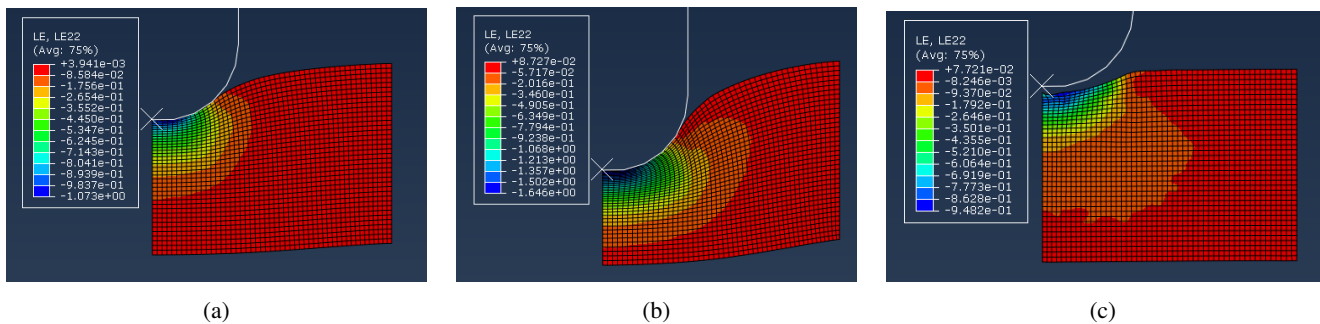 LE, LE22
(Avg: 75%)
+3.941e-03
-8.584e-02
-1.756e-01
-2.654e-01
-3.552e-01
-4.450e-01
-5.347e-01
-6.245e-01
-7.143e-01
-8.041e-01
-8.939e-01
-9.837e-01
-1.073e+00
(a)
LE, LE22
(Avg: 75%)
+8.727e-02
-5.717e-02
-2.016e-01
-3.460e-01
-4.905e-01
-6.349e-01
-7.794e-01
-9.238e-01
-1.068e+00
-1.213e+00
-1.357e+00
-1.502e+00
-1.646e+00
(b)
LE, LE22
(Avg: 75%)
+7.721e-02
-8.246e-03
-9.370e-02
-1.792e-01
-2.646e-01
-3.501e-01
-4.355e-01
-5.210e-01
-6.064e-01
-6.919e-01
-7.773e-01
-8.628e-01
-9.482e-01
(c)